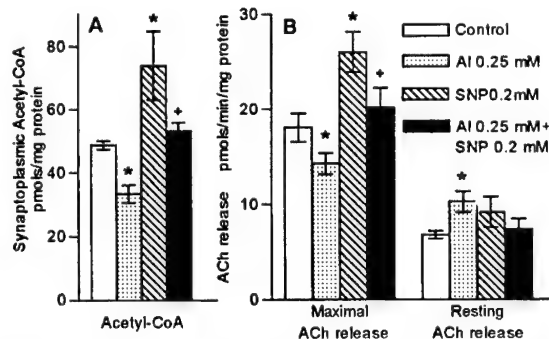 A
Synaptoplasmic Acetyl-CoA
pmols/mg protein
80
60
40
20
0
*
*
+
Acetyl-CoA
B
ACh release pmols/min/mg protein
30
20
10
0
*
*
+
*
Maximal
ACh release
Resting
ACh release
Control
Al 0.25 mM
SNP0.2mM
Al 0.25 mM+
SNP 0.2 mM